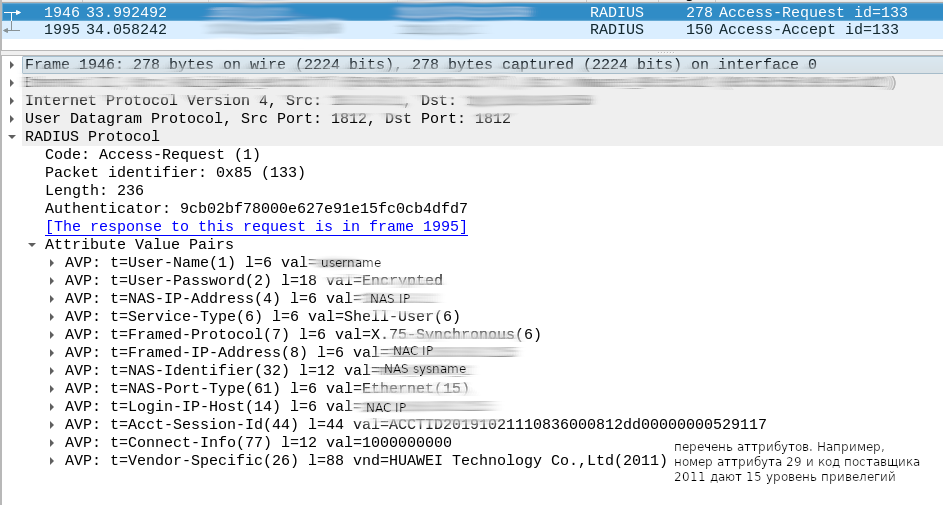 1946 33.992492 RADIUS 278 Access-Request id=133
1995 34.058242 RADIUS 150 Access-Accept id=133
Frame 1946: 278 bytes on wire (2224 bits), 278 bytes captured (2224 bits) on interface 0
Internet Protocol Version 4, Src: , Dst:
User Datagram Protocol, Src Port: 1812, Dst Port: 1812
RADIUS Protocol
Code: Access-Request (1)
Packet identifier: 0x85 (133)
Length: 236
Authenticator: 9cb02bf78000e627e91e15fc0cb4dfd7
[The response to this request is in frame 1995]
Attribute Value Pairs
AVP: t=User-Name(1) l=6 val=username
AVP: t=User-Password(2) l=18 val=Encrypted
AVP: t=NAS-IP-Address(4) l=6 val=NAS IP
AVP: t=Service-Type(6) l=6 val=Shell-User(6)
AVP: t=Framed-Protocol(7) l=6 val=X.75-Synchronous(6)
AVP: t=Framed-IP-Address(8) l=6 val=NAC IP
AVP: t=NAS-Identifier(32) l=12 val=NAS sysname
AVP: t=NAS-Port-Type(61) l=6 val=Ethernet(15)
AVP: t=Login-IP-Host(14) l=6 val=NAC IP
AVP: t=Acct-Session-Id(44) l=44 val=ACCTID20191021110836000812dd00000000529117
AVP: t=Connect-Info(77) l=12 val=1000000000
AVP: t=Vendor-Specific(26) l=88 vnd=HUAWEI Technology Co.,Ltd(2011)
перечень аттрибутов. Например,
номер аттрибута 29 и код поставщика
2011 дают 15 уровень привелегий